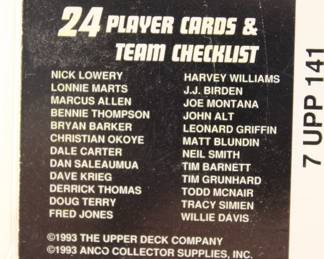 24 PLAYER CARDS &
TEAM CHECKLIST
NICK LOWERY
LONNIE MARTS
MARCUS ALLEN
BENNIE THOMPSON
BRYAN BARKER
CHRISTIAN OKOYE
DALE CARTER
DAN SALEAUMUA
DAVE KRIEG
DERRICK THOMAS
DOUG TERRY
FRED JONES
HARVEY WILLIAMS
J.J. BIRDEN
JOE MONTANA
JOHN ALT
LEONARD GRIFFIN
MATT BLUNDIN
NEIL SMITH
TIM BARNETT
TIM GRUNHARD
TODD MCNAIR
TRACY SIMIEN
WILLIE DAVIS
©1993 THE UPPER DECK COMPANY
©1993 ANCO COLLECTOR SUPPLIES, INC.
7 UPP 141